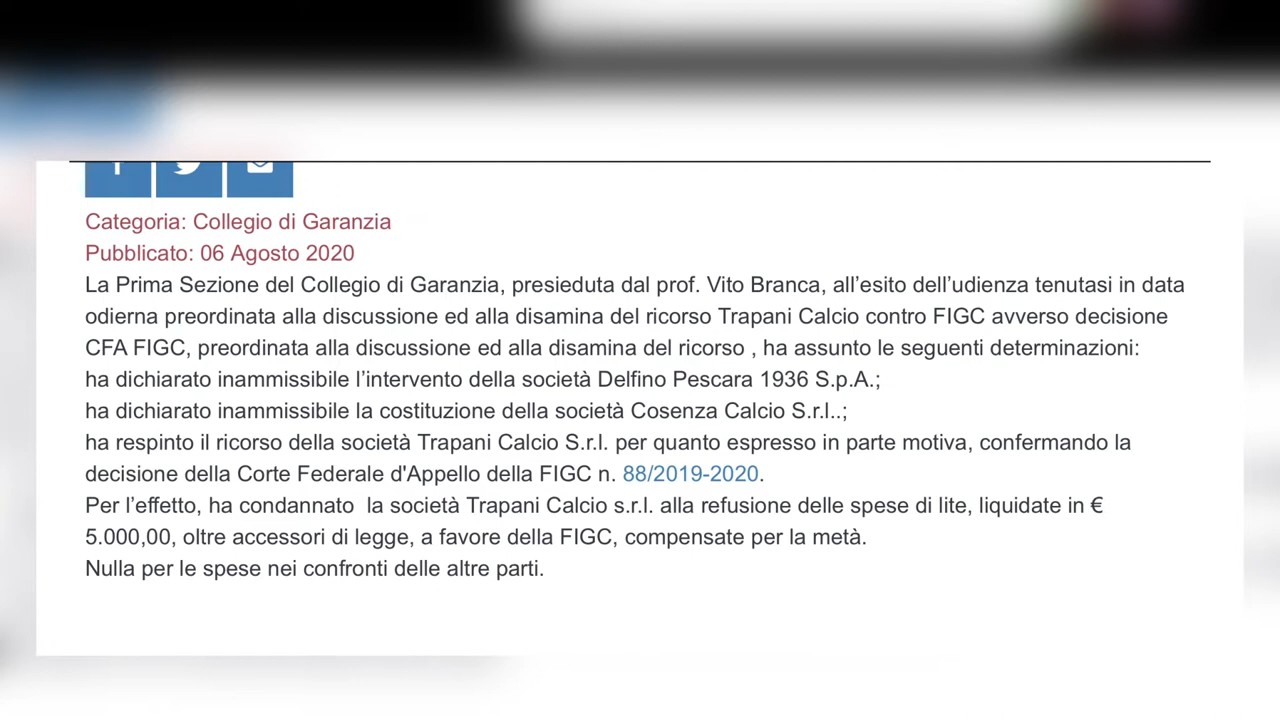 Categoria: Collegio di Garanzia
Pubblicato: 06 Agosto 2020
La Prima Sezione del Collegio di Garanzia, presieduta dal prof. Vito Branca, all’esito dell’udienza tenutasi in data
odierna preordinata alla discussione ed alla disamina del ricorso Trapani Calcio contro FIGC avverso decisione
CFA FIGC, preordinata alla discussione ed alla disamina del ricorso , ha assunto le seguenti determinazioni:
ha dichiarato inammissibile l’intervento della società Delfino Pescara 1936 S.p.A.;
ha dichiarato inammissibile la costituzione della società Cosenza Calcio S.r.l..;
ha respinto il ricorso della società Trapani Calcio S.r.l. per quanto espresso in parte motiva, confermando la
decisione della Corte Federale d'Appello della FIGC n. 88/2019-2020.
Per l’effetto, ha condannato  la società Trapani Calcio s.r.l. alla refusione delle spese di lite, liquidate in €
5.000,00, oltre accessori di legge, a favore della FIGC, compensate per la metà.
Nulla per le spese nei confronti delle altre parti.